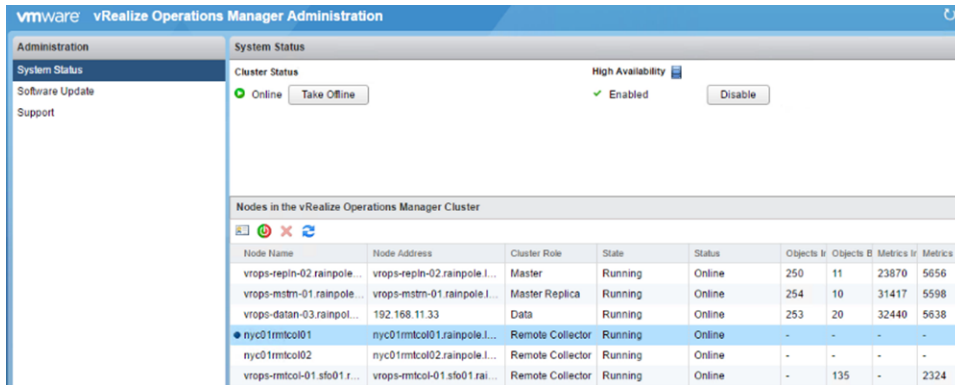 vmware vRealize Operations Manager Administration
Administration
System Status
Software Update
Support
System Status
Cluster Status
High Availability
Online Take Offline
Enabled Disable
Nodes in the vRealize Operations Manager Cluster
Node Name Node Address Cluster Role State Status Objects I Objects B Metrics I Metrics
vrops-repln-02.rainpole... vrops-repln-02.rainpole.l... Master Running Online 250 11 23870 5656
vrops-mstrn-01.rainpole... vrops-mstrn-01.rainpole.l... Master Replica Running Online 254 10 31417 5598
vrops-datan-03.rainpol... 192.168.11.33 Data Running Online 253 20 32440 5638
nyc01rmtcol01 nyc01rmtcol01.rainpole.l... Remote Collector Running Online - - - -
nyc01rmtcol02 nyc01rmtcol02.rainpole.l... Remote Collector Running Online - - - -
vrops-rmtcol-01.sfo01.r... vrops-rmtcol-01.sfo01.rai... Remote Collector Running Online - 135 - 2324